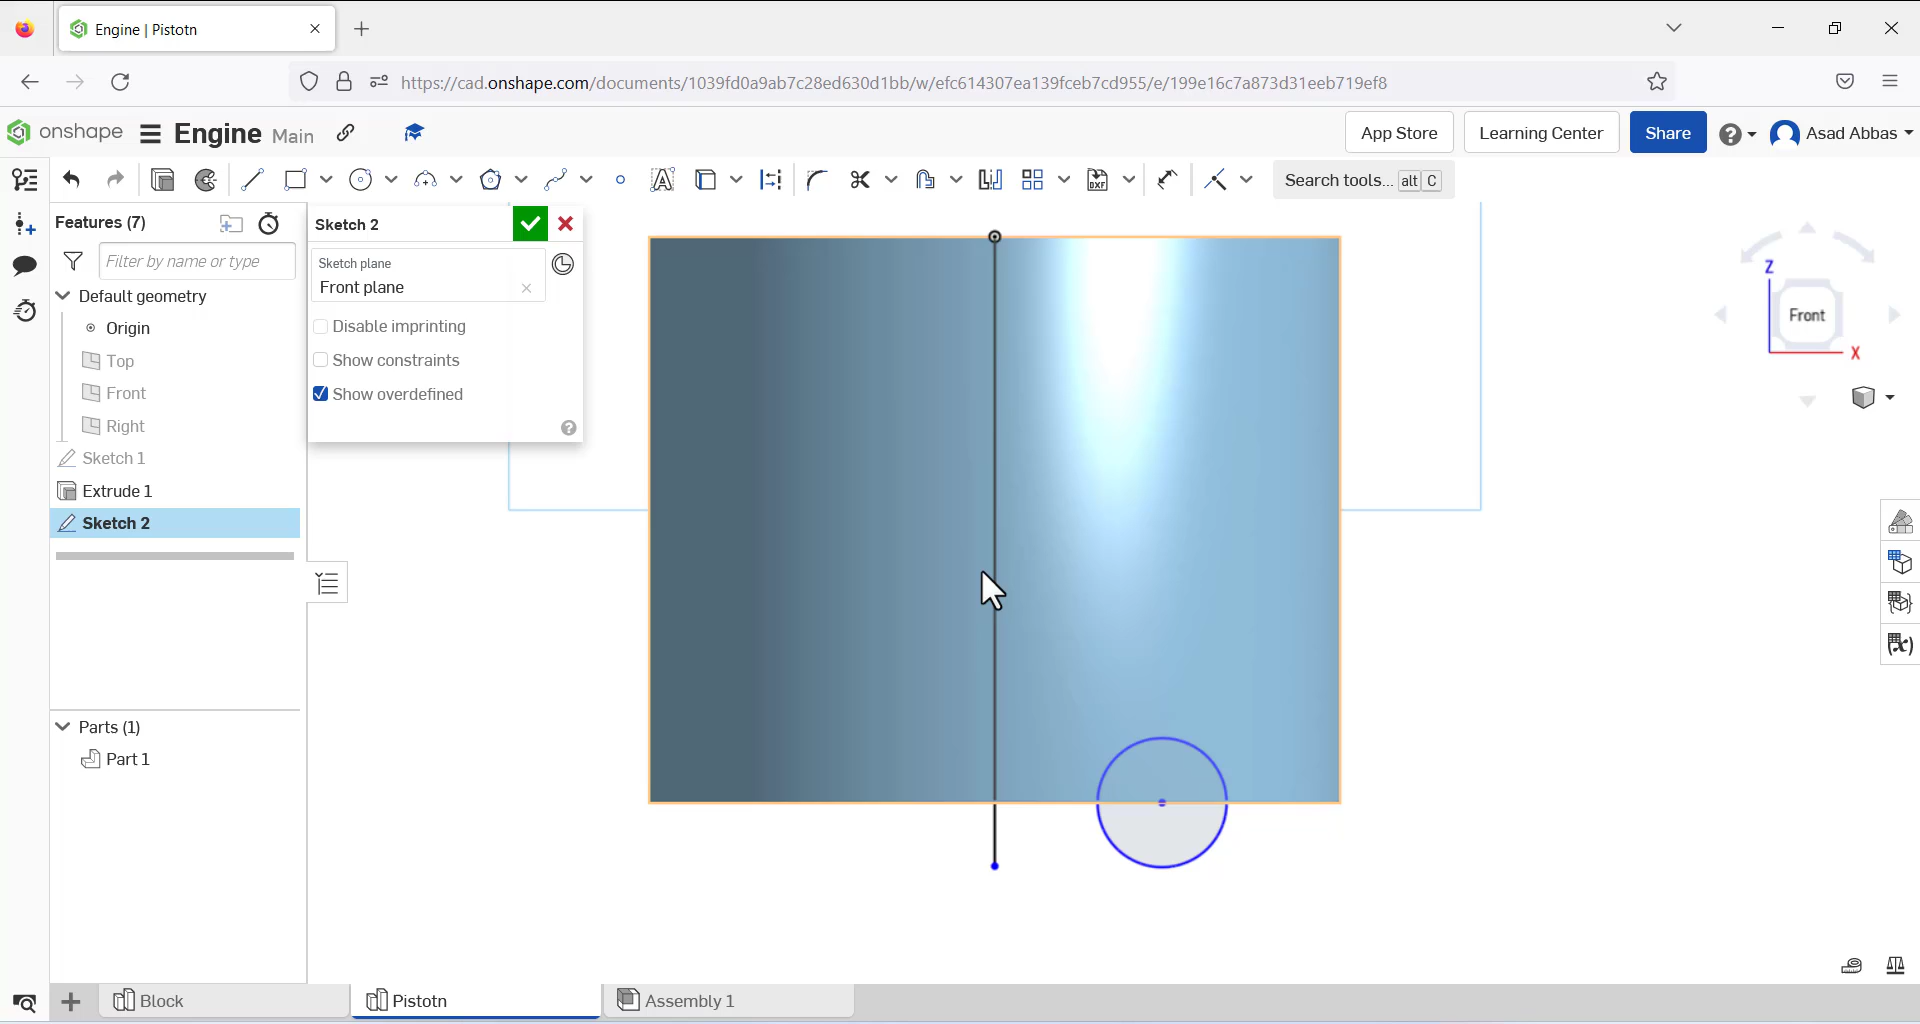 Engine | Pistotn
https://cad.onshape.com/documents/1039fd0a9ab7c28ed630d1bb/w/efc614307ea139fceb7cd955/e/199e16c7a873d31eeb719ef8
onshape Engine Main
App Store Learning Center Share Asad Abbas
Search tools... alt C
Features (7)
Filter by name or type
Default geometry
Origin
Top
Front
Right
Sketch 1
Extrude 1
Sketch 2
Parts (1)
Part 1
Sketch 2
Sketch plane
Front plane
Disable imprinting
Show constraints
Show overdefined
Z
Front
X
Block
Pistotn
Assembly 1